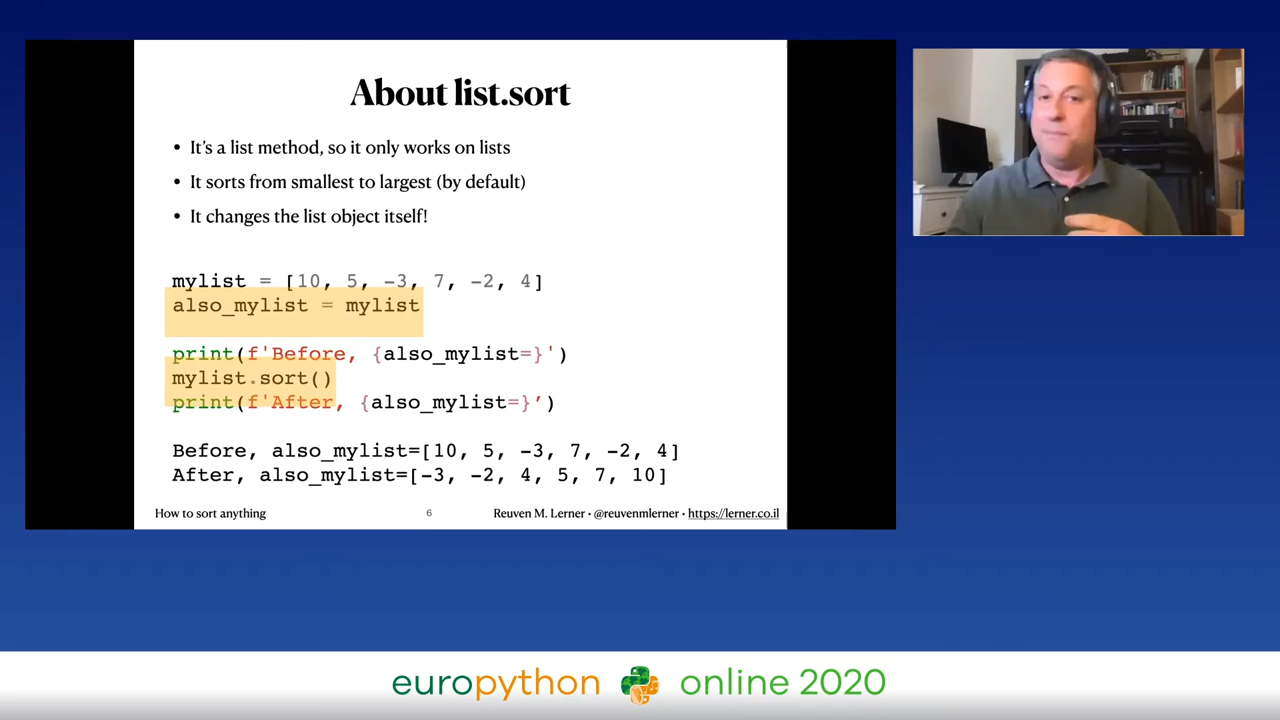 About list.sort
• It's a list method, so it only works on lists
• It sorts from smallest to largest (by default)
• It changes the list object itself!
mylist = [10, 5, -3, 7, -2, 4]
also_mylist = mylist
print(f'Before, {also_mylist=}')
mylist.sort()
print(f'After, {also_mylist=}’)
Before, also_mylist=[10, 5, -3, 7, -2, 4]
After, also_mylist=[-3, -2, 4, 5, 7, 10]
How to sort anything 6 Reuven M. Lerner • @reuvenmlerner • https://lerner.co.il
europython online 2020